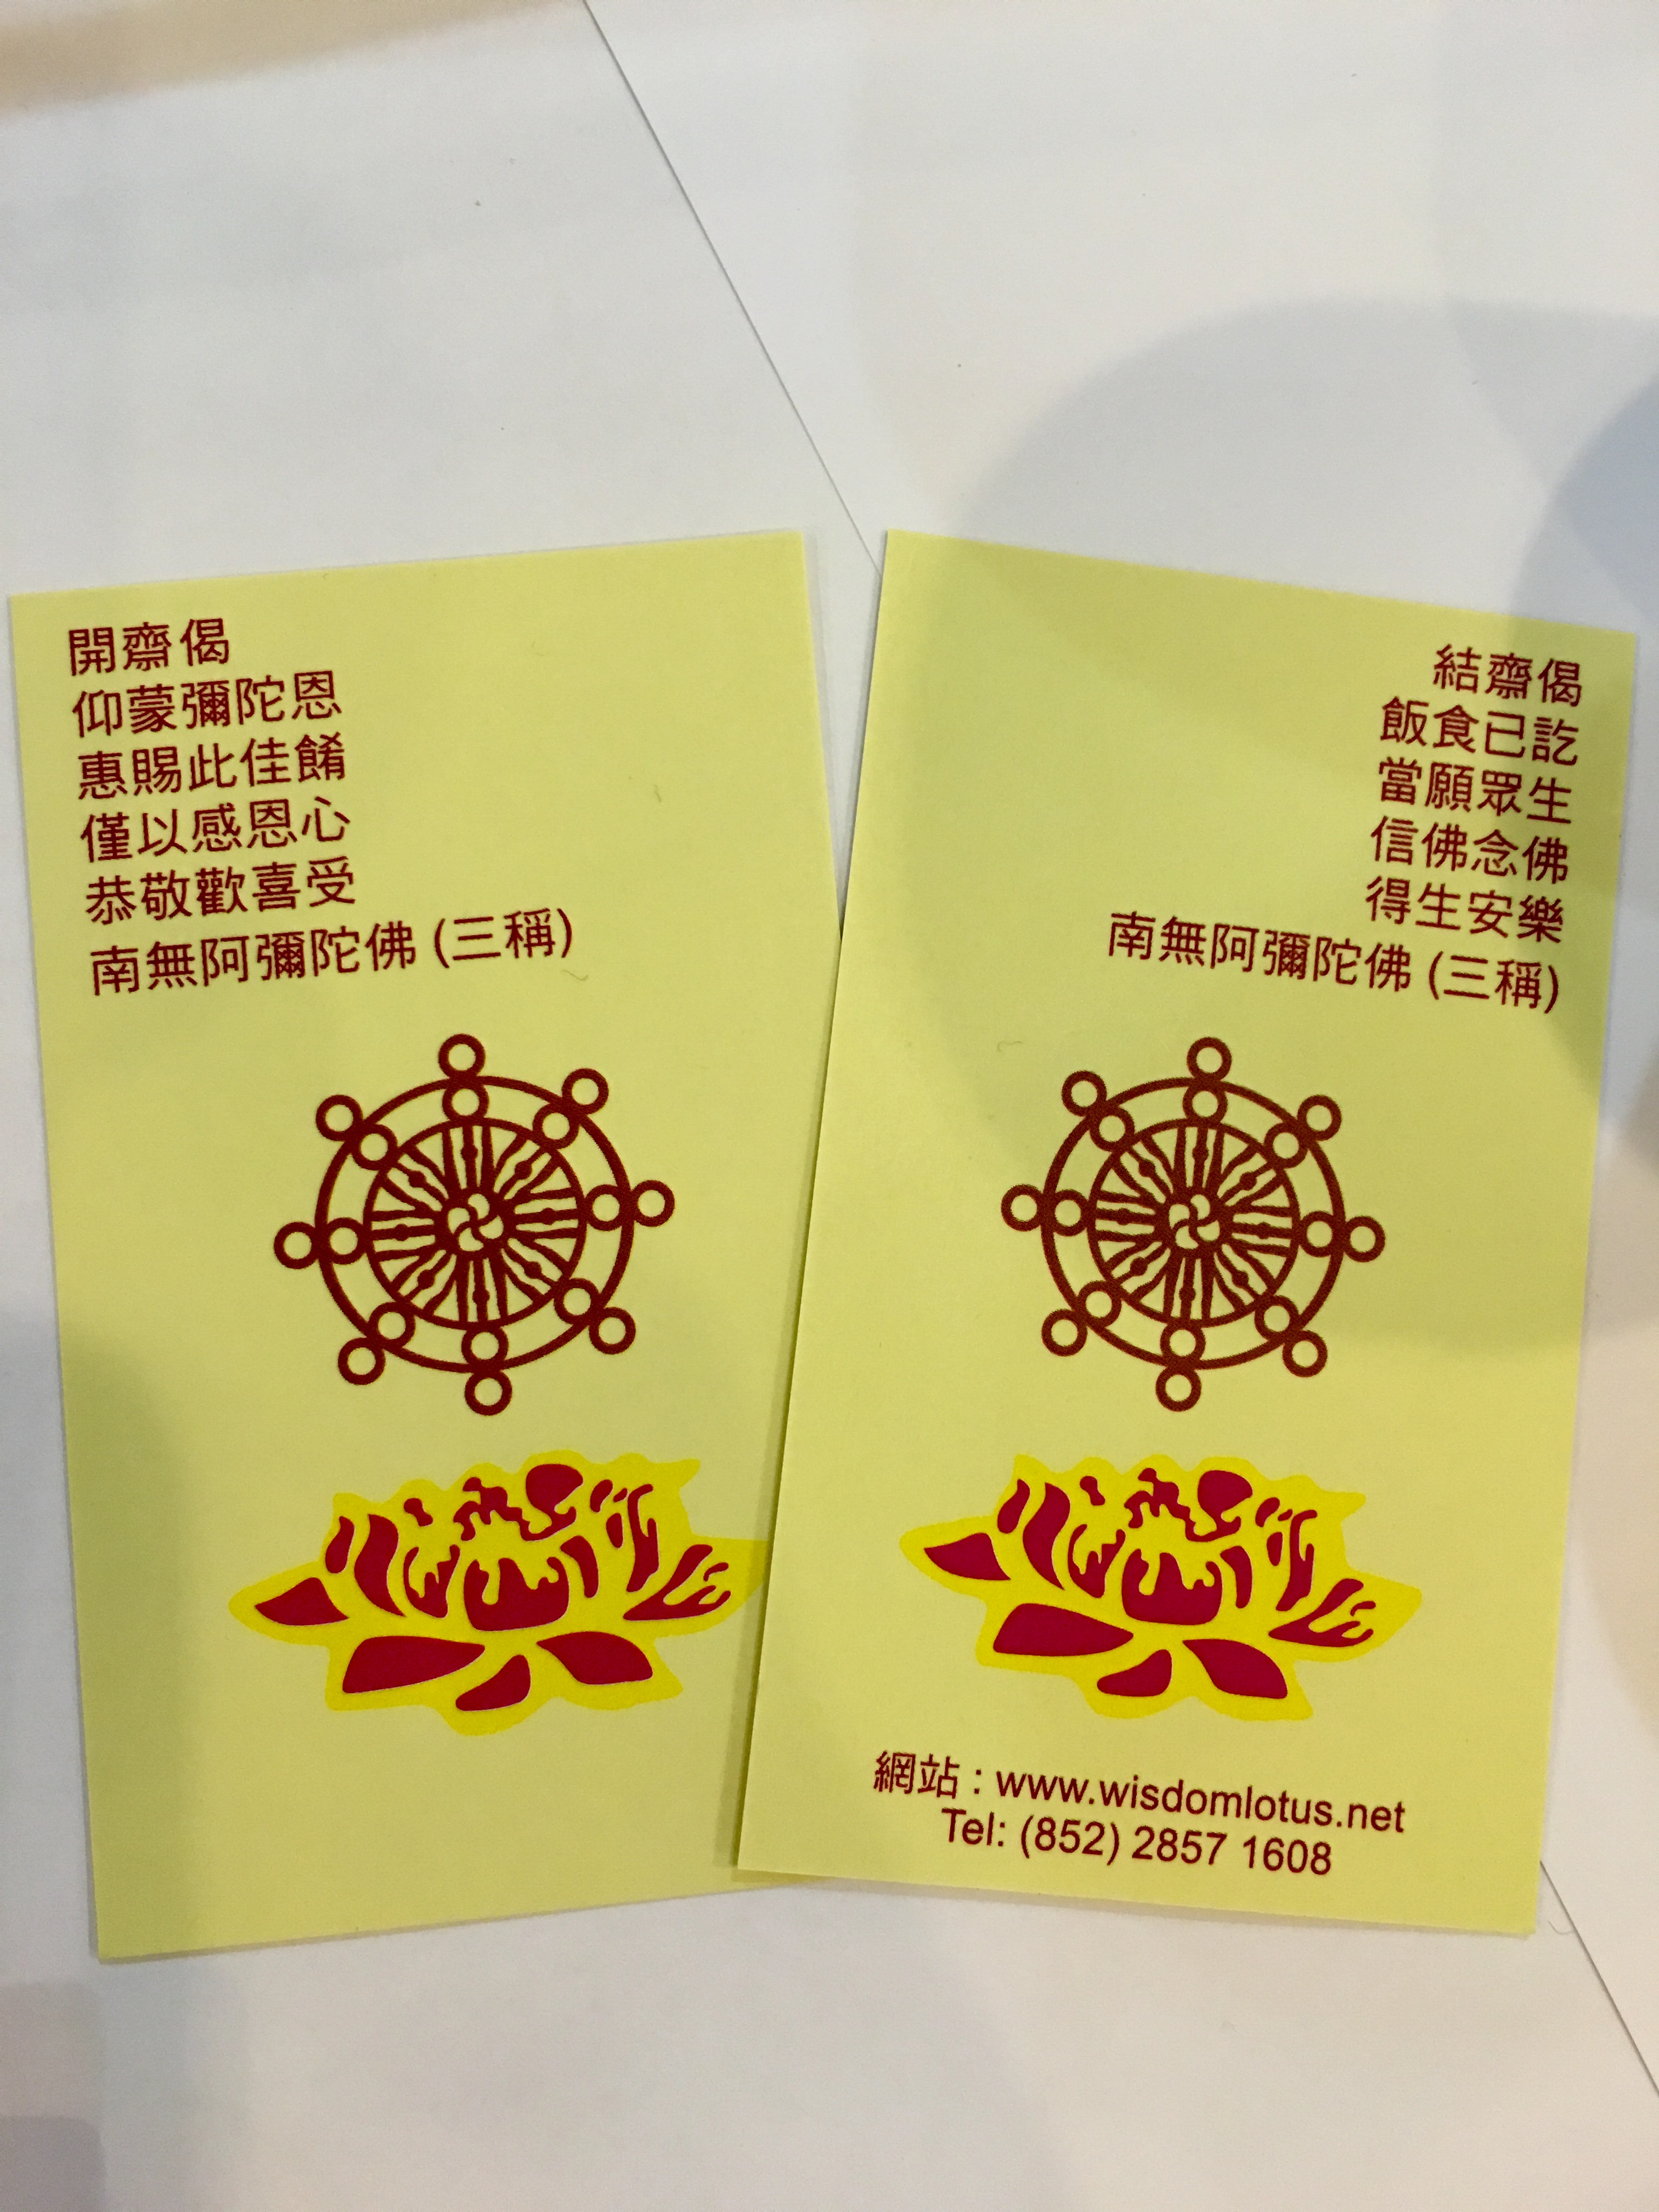 開齋偈
仰蒙彌陀恩
惠賜此佳餚
僅以感恩心
恭敬歡喜受
南無阿彌陀佛 (三稱)
結齋偈
飯食已訖
當願眾生
信佛念佛
得生安樂
南無阿彌陀佛 (三稱)
網站 : www.wisdomlotus.net
Tel: (852) 2857 1608